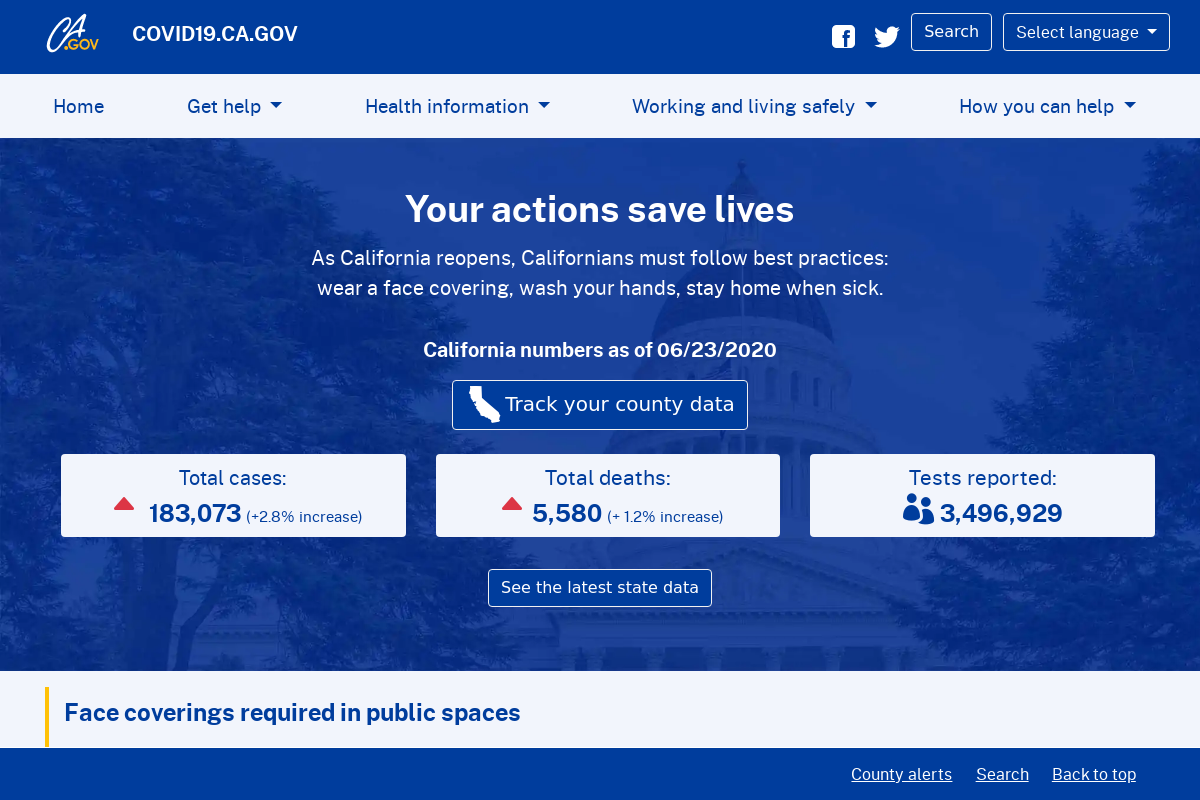 CA.GOV COVID19.CA.GOV Search Select language
Home Get help Health information Working and living safely How you can help
Your actions save lives
As California reopens, Californians must follow best practices:
wear a face covering, wash your hands, stay home when sick.
California numbers as of 06/23/2020
Track your county data
Total cases:
183,073 (+2.8% increase)
Total deaths:
5,580 (+ 1.2% increase)
Tests reported:
3,496,929
See the latest state data
Face coverings required in public spaces
County alerts Search Back to top